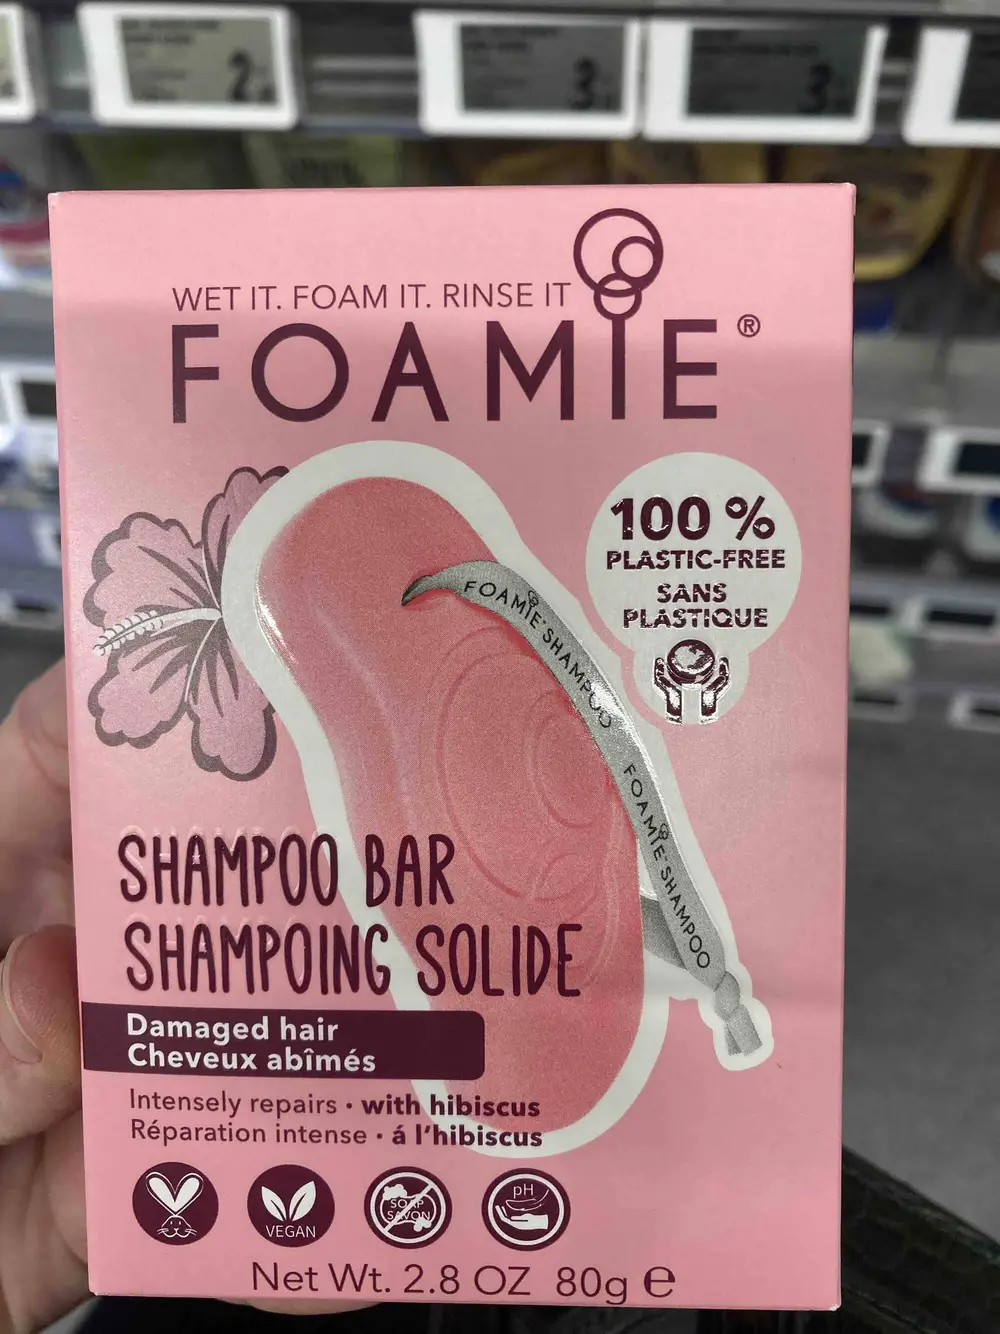 WET IT. FOAM IT. RINSE IT
FOAMIE®
100 %
PLASTIC-FREE
SANS
PLASTIQUE
FOAMIE SHAMPOO
FOAMIE SHAMPOO
SHAMPOO BAR
SHAMPOING SOLIDE
Damaged hair
Cheveux abîmés
Intensely repairs • with hibiscus
Réparation intense • á l'hibiscus
VEGAN
SOAP
SAVON
pH
Net Wt. 2.8 OZ 80g e